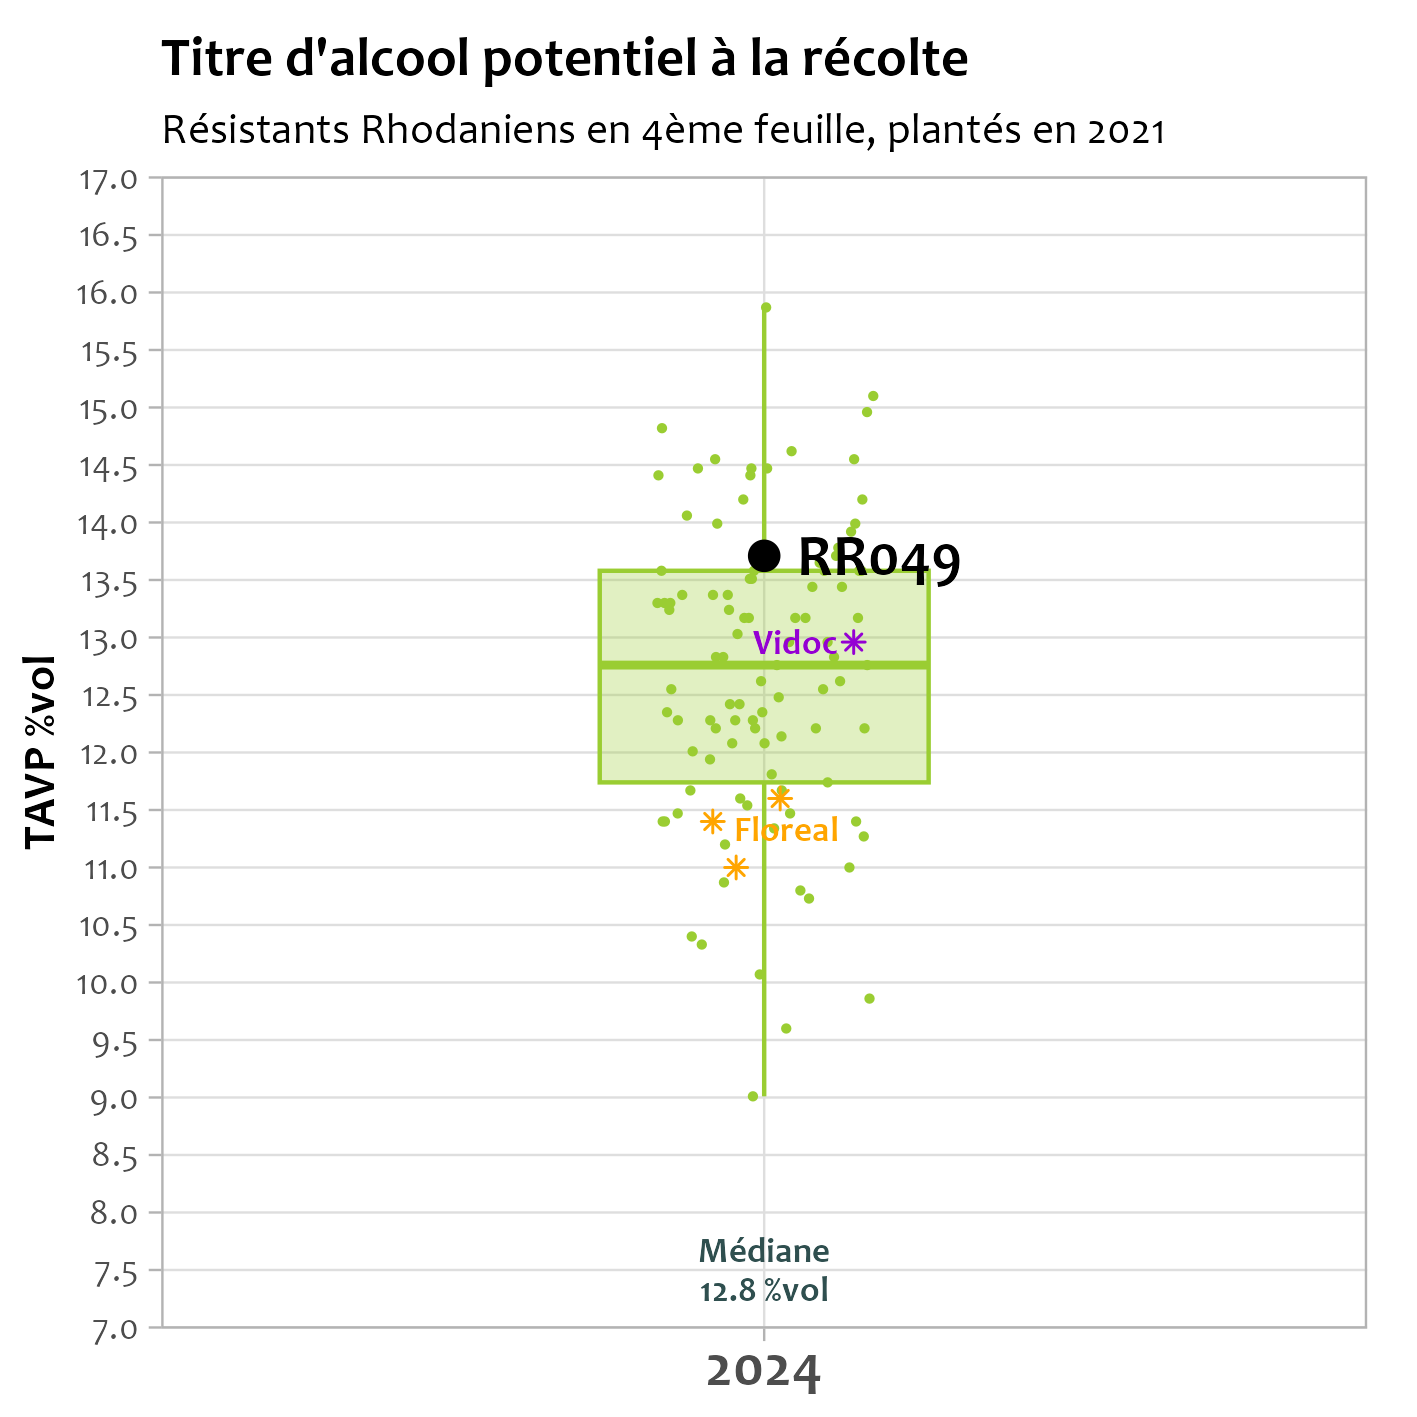 Titre d'alcool potentiel à la récolte
Résistants Rhodaniens en 4ème feuille, plantés en 2021
17.0
16.5
16.0
15.5
15.0
14.5
14.0
RR049
13.5
13.0
Vidoc
12.5
12.0
11.5
Floreal
11.0
10.5
10.0
9.5
9.0
8.5
8.0
Médiane
7.5
12.8 %vol
7.0
TAVP %vol
2024